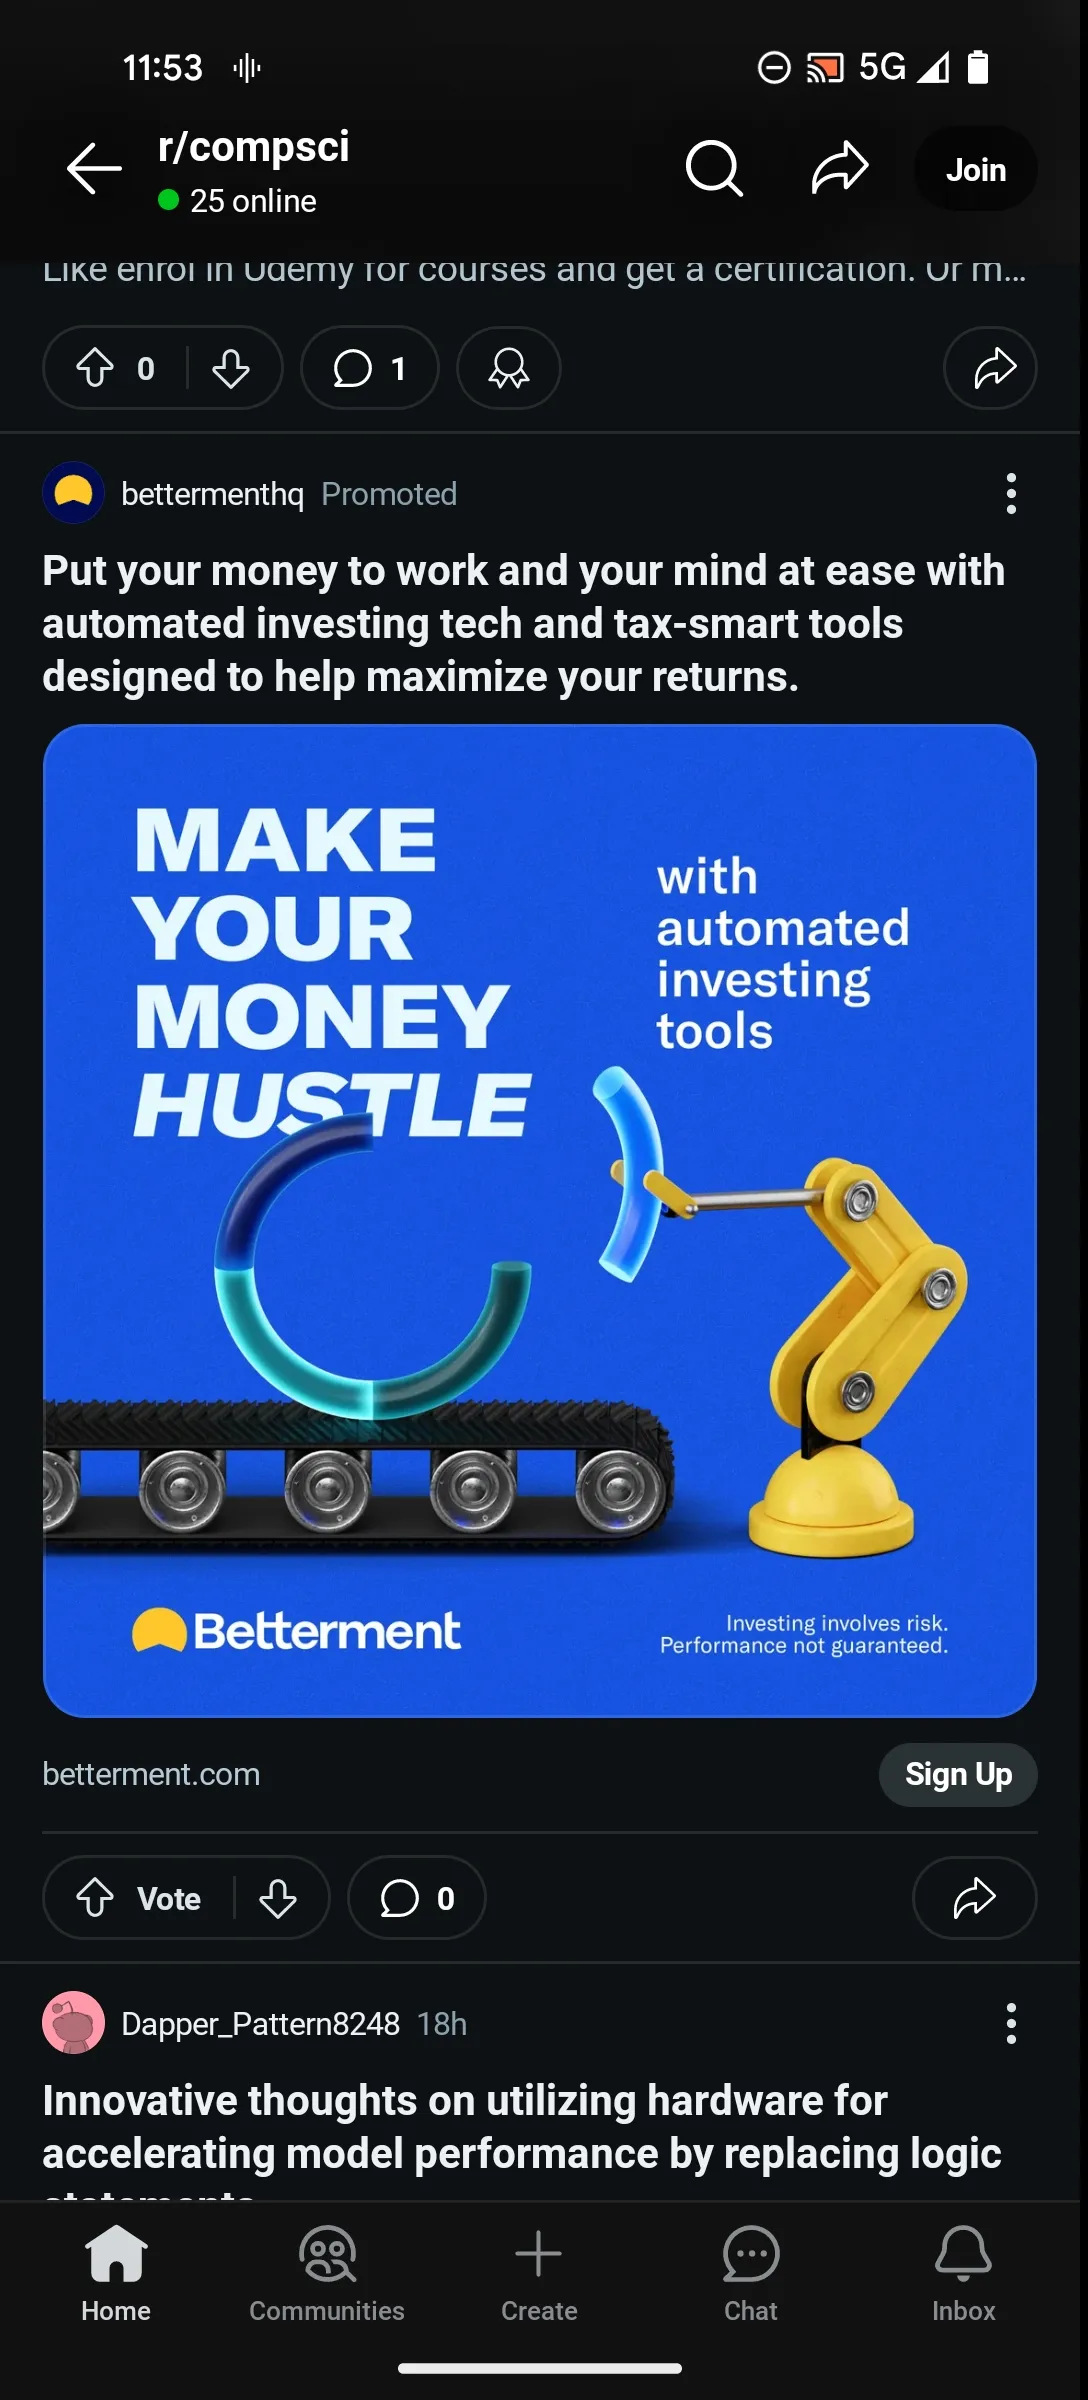 11:53
5G
r/compsci
25 online
Join
Like enrol in Udemy for courses and get a certification. Or m...
0
1
bettermenthq Promoted
Put your money to work and your mind at ease with
automated investing tech and tax-smart tools
designed to help maximize your returns.
MAKE
YOUR
MONEY
HUSTLE
with
automated
investing
tools
Betterment
Investing involves risk.
Performance not guaranteed.
betterment.com
Sign Up
Vote
0
Dapper_Pattern8248 18h
Innovative thoughts on utilizing hardware for
accelerating model performance by replacing logic
statements
Home
Communities
Create
Chat
Inbox